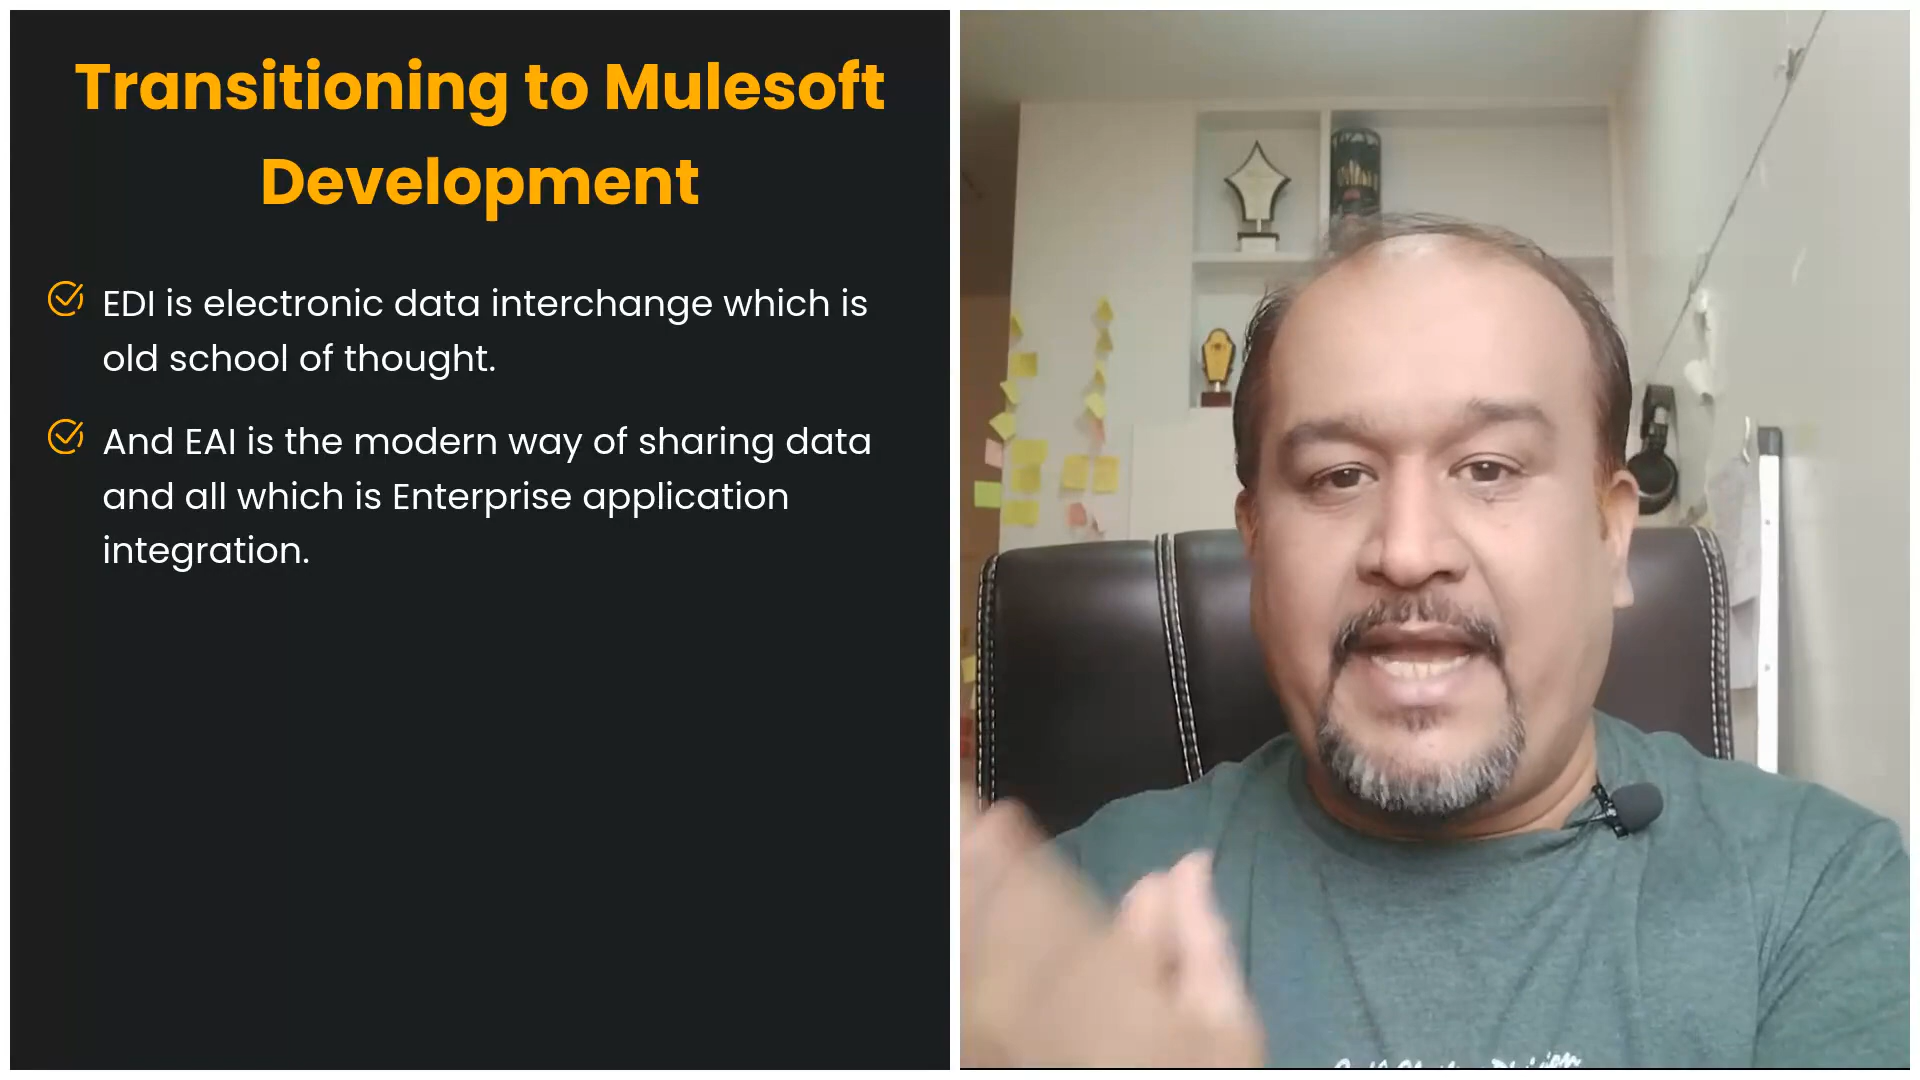 Transitioning to Mulesoft
Development
EDI is electronic data interchange which is
old school of thought.
And EAI is the modern way of sharing data
and all which is Enterprise application
integration.